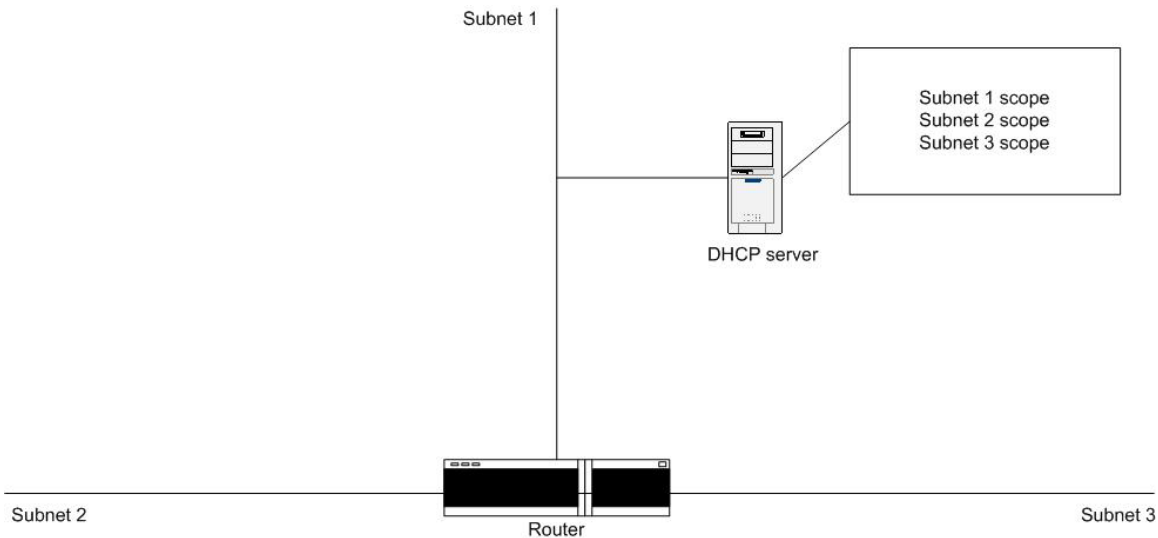 Subnet 1
Subnet 1 scope
Subnet 2 scope
Subnet 3 scope
DHCP server
Subnet 2
Router
Subnet 3